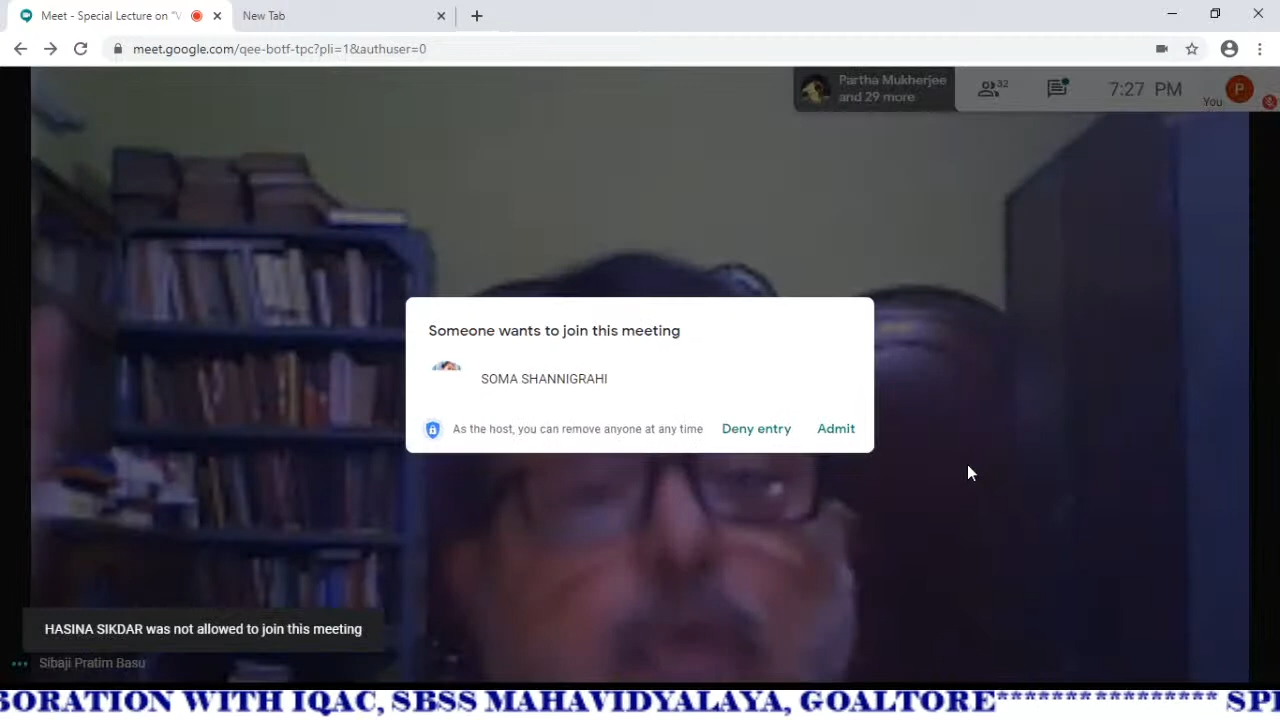 Meet - Special Lecture on "V
New Tab
meet.google.com/qee-botf-tpc?pli=1&authuser=0
Partha Mukherjee
and 29 more
32
7:27 PM
You
P
Someone wants to join this meeting
SOMA SHANNIGRAHI
As the host, you can remove anyone at any time
Deny entry
Admit
HASINA SIKDAR was not allowed to join this meeting
Sibaji Pratim Basu
BORATION WITH IQAC, SBSS MAHAVIDYALAYA, GOALTORE**************** SPE